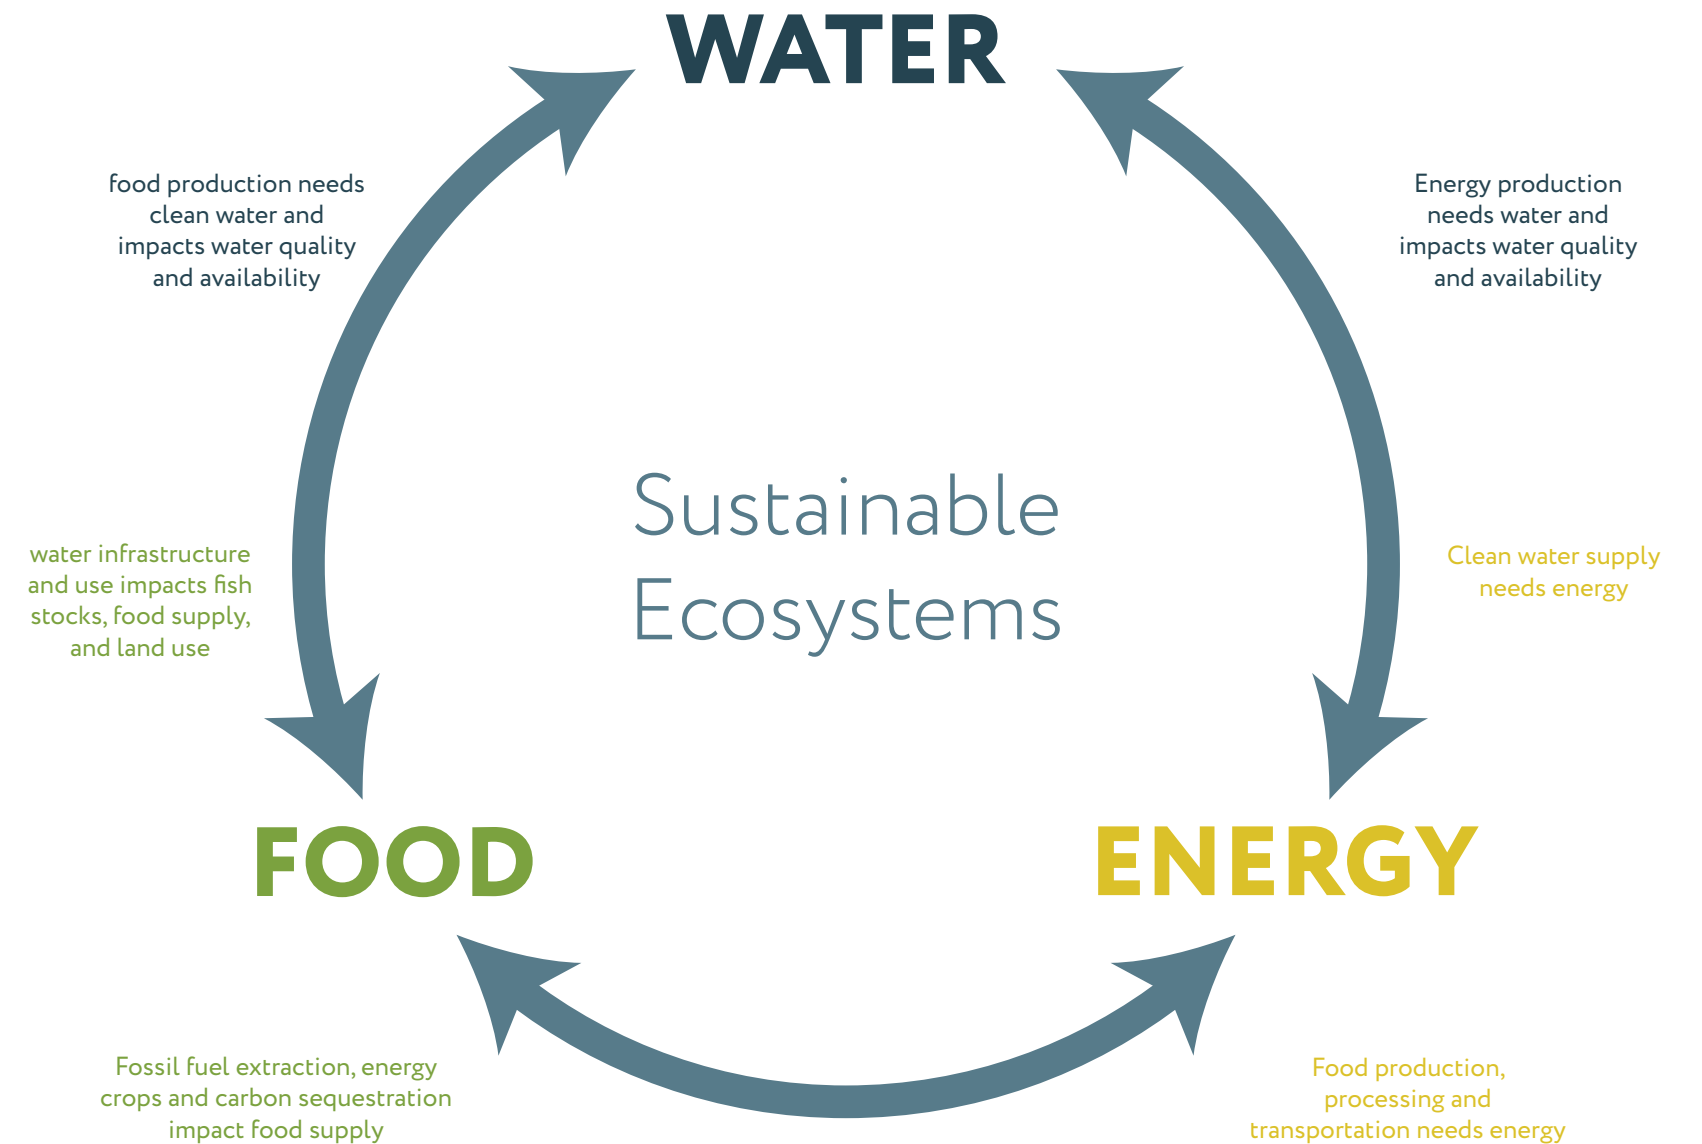 WATER
food production needs
clean water and
impacts water quality
and availability
Energy production
needs water and
impacts water quality
and availability
Sustainable
Ecosystems
water infrastructure
and use impacts fish
stocks, food supply,
and land use
Clean water supply
needs energy
FOOD
ENERGY
Fossil fuel extraction, energy
crops and carbon sequestration
impact food supply
Food production,
processing and
transportation needs energy